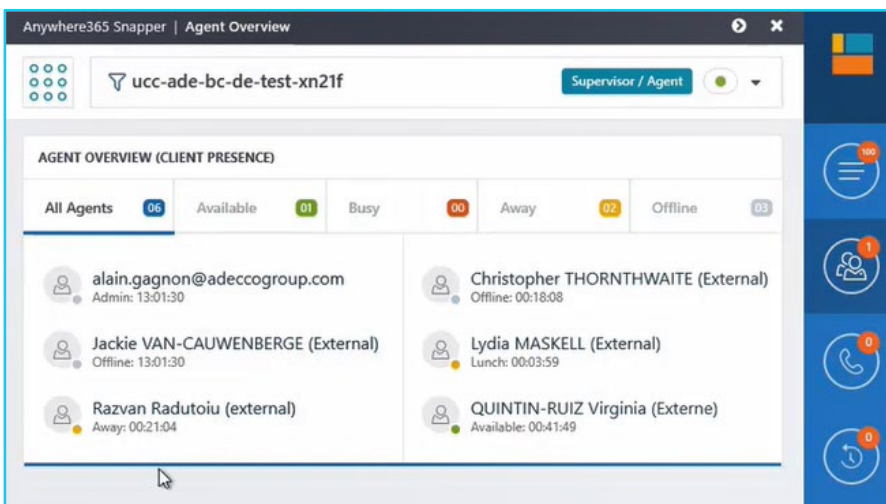 Anywhere365 Snapper | Agent Overview
ucc-ade-bc-de-test-xn21f
Supervisor / Agent
AGENT OVERVIEW (CLIENT PRESENCE)
All Agents 06 Available 01 Busy 00 Away 02 Offline 03
alain.gagnon@adeccogroup.com
Admin: 13:01:30
Christopher THORNTHWAITE (External)
Offline: 00:18:08
Jackie VAN-CAUWENBERGE (External)
Offline: 13:01:30
Lydia MASKELL (External)
Lunch: 00:03:59
Razvan Radutoiu (external)
Away: 00:21:04
QUINTIN-RUIZ Virginia (Externe)
Available: 00:41:49
100
1
0
0